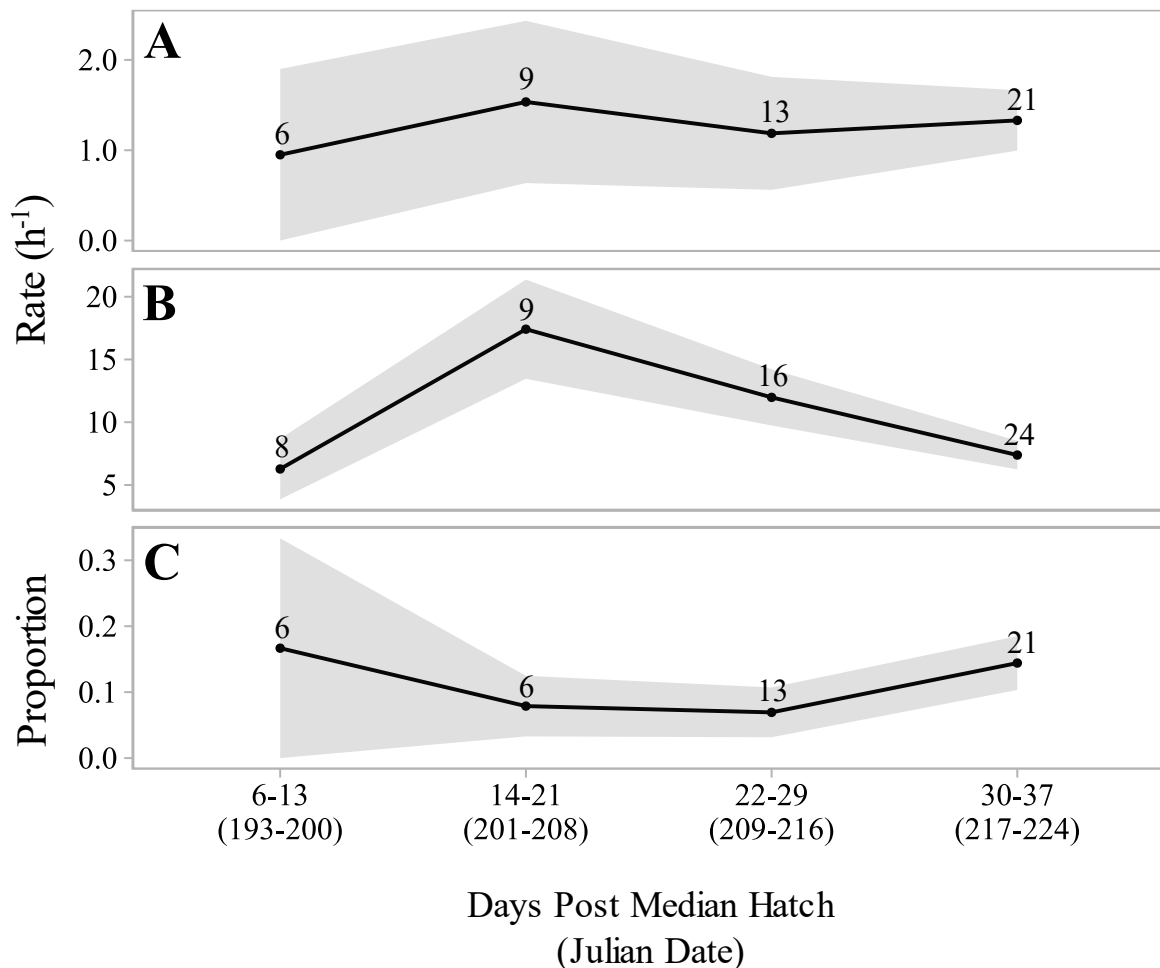 A
2.0
1.0
0.0
6
9
13
21
Rate (h⁻¹)
B
20
15
10
5
8
9
16
24
C
0.3
0.2
0.1
0.0
6
6
13
21
Proportion
6-13 14-21 22-29 30-37
(193-200) (201-208) (209-216) (217-224)
Days Post Median Hatch
(Julian Date)